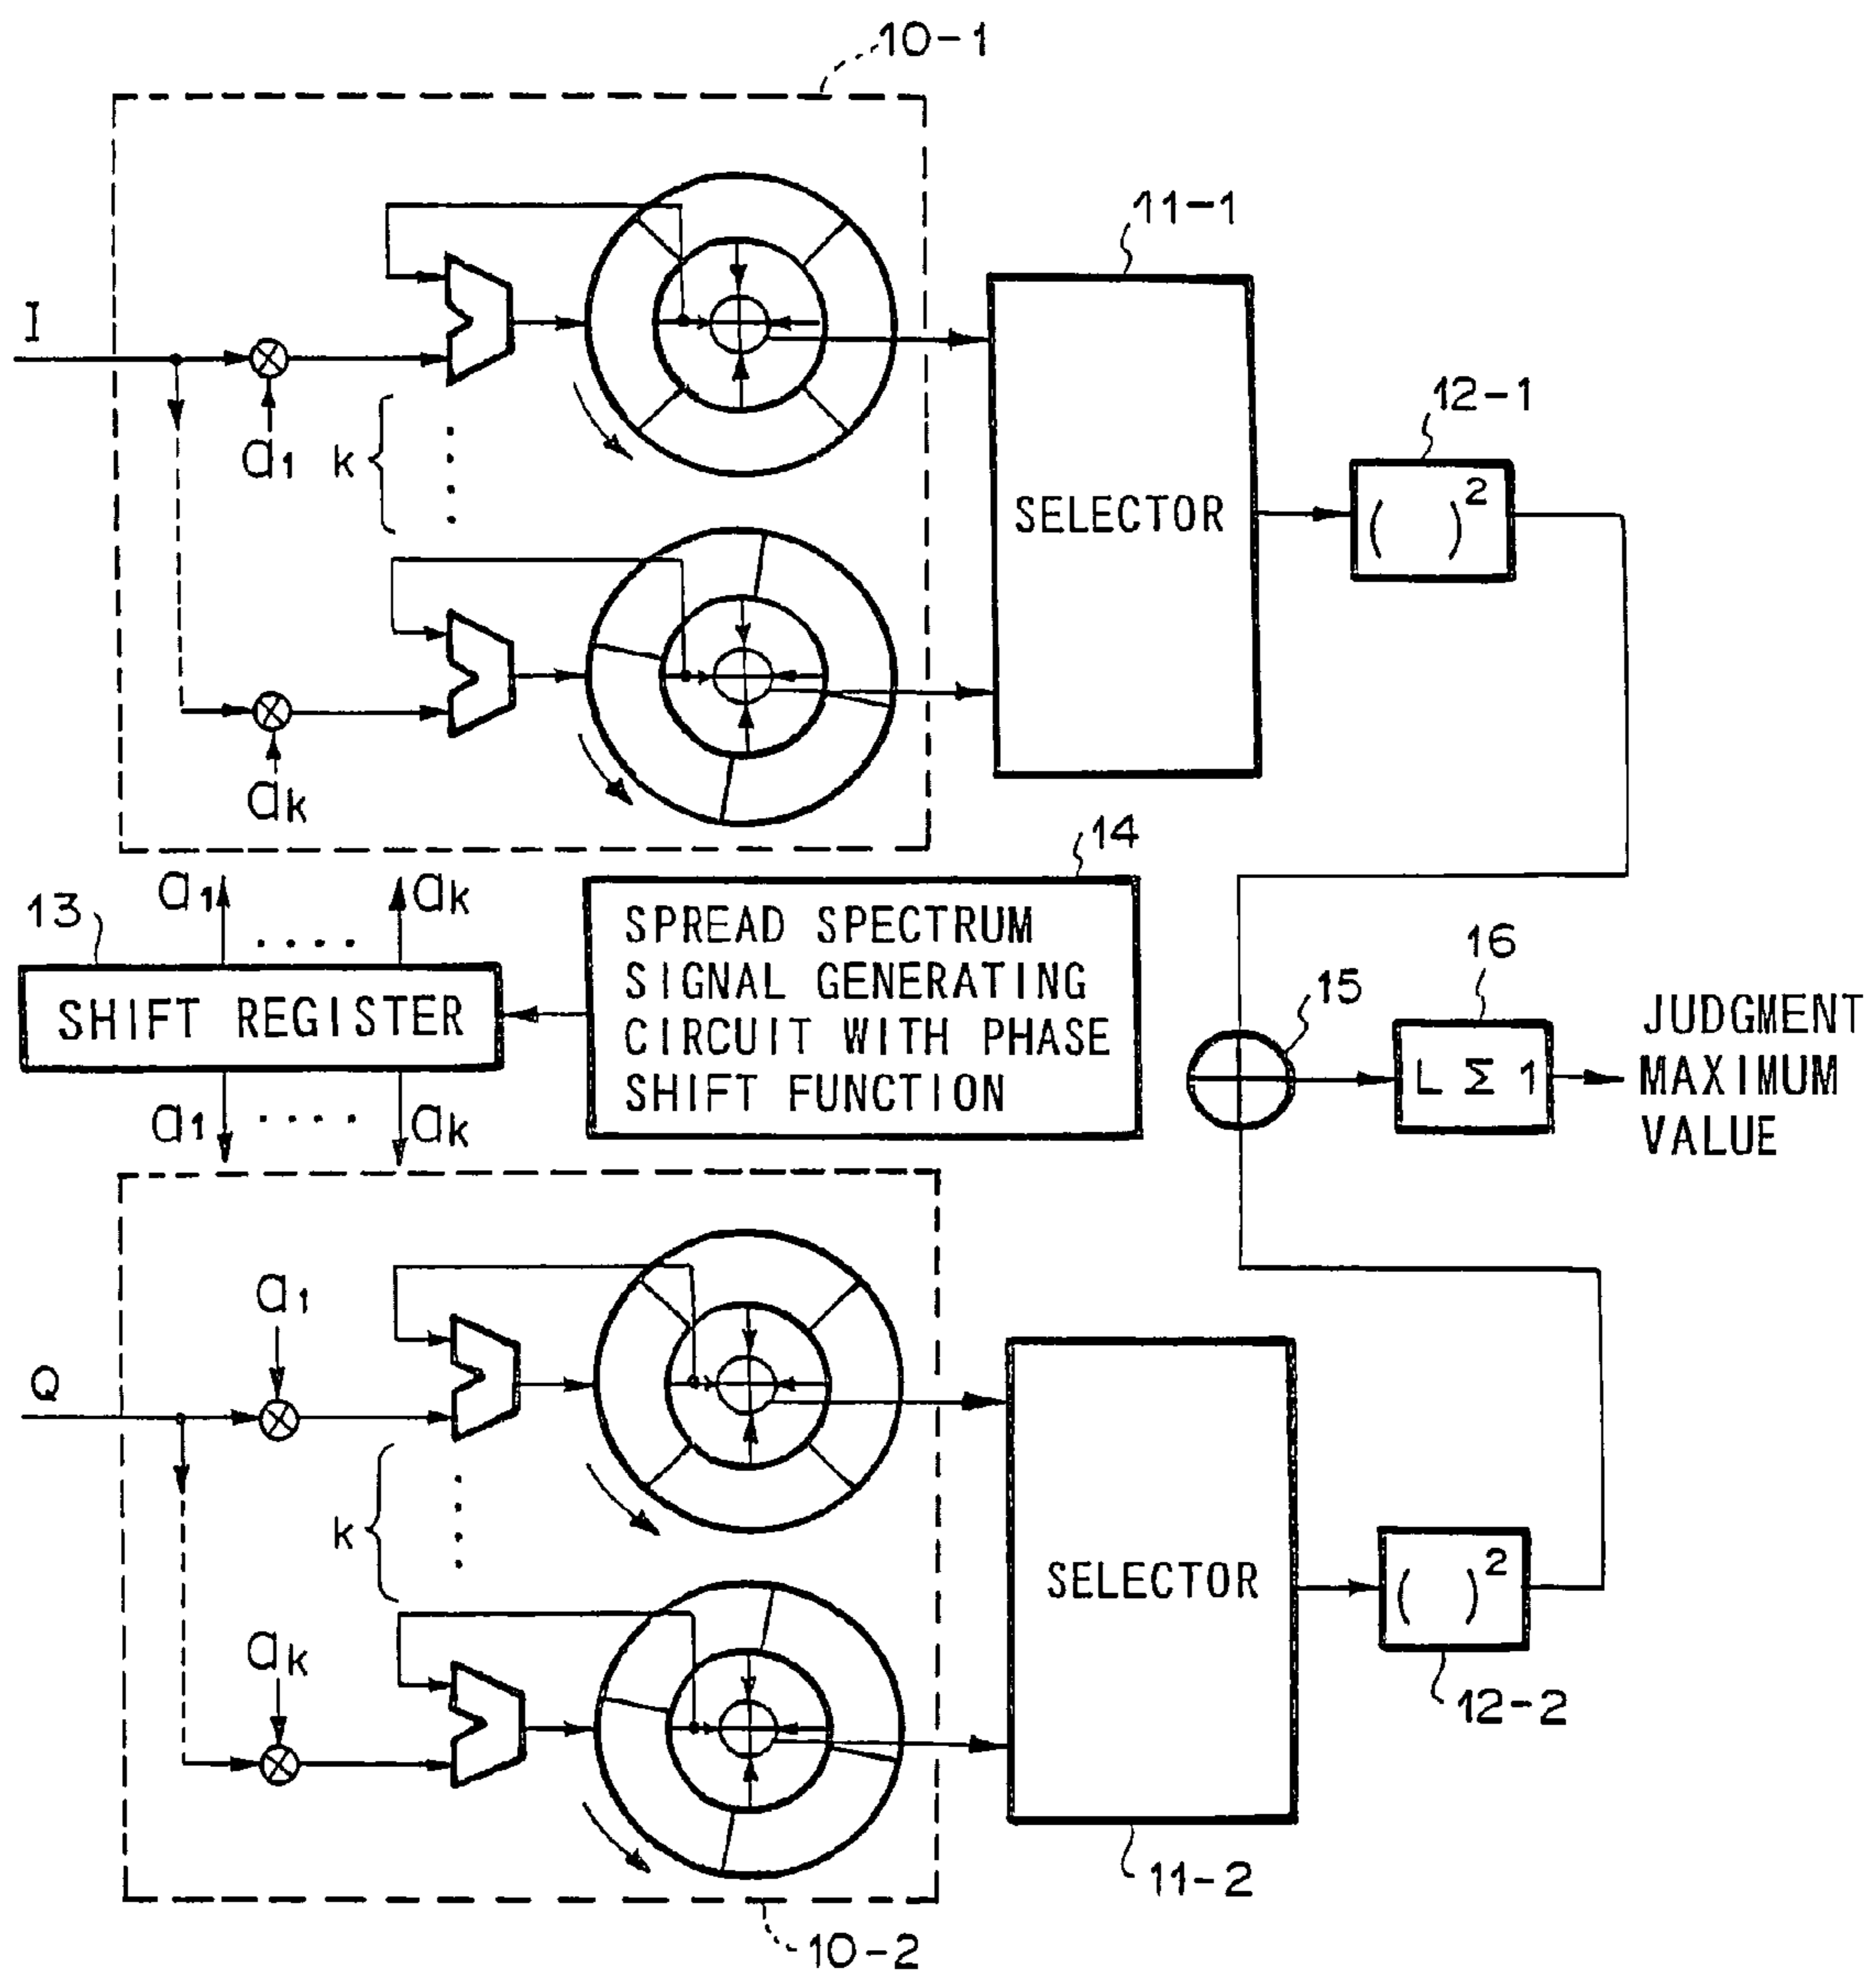 10-1
11-1
I
12-1
a1
k
SELECTOR
( )2
ak
14
13
a1
ak
SHIFT REGISTER
SPREAD SPECTRUM
SIGNAL GENERATING
CIRCUIT WITH PHASE
SHIFT FUNCTION
16
15
L Σ 1
JUDGMENT
MAXIMUM
VALUE
a1
ak
a1
Q
k
SELECTOR
( )2
ak
12-2
11-2
10-2